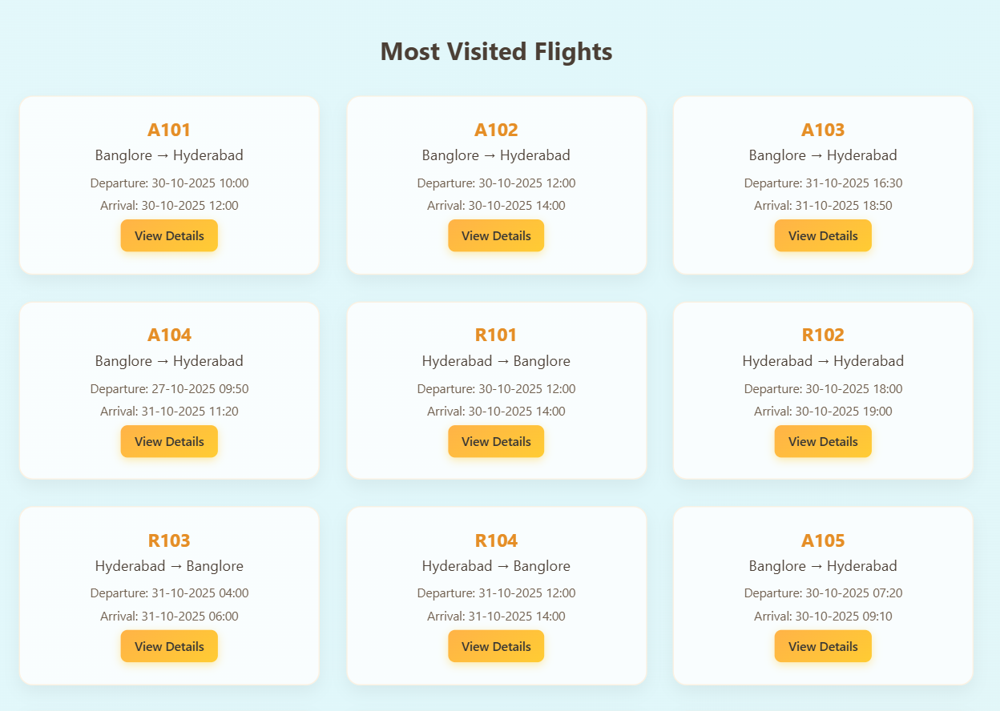 Most Visited Flights
A101
Banglore → Hyderabad
Departure: 30-10-2025 10:00
Arrival: 30-10-2025 12:00
View Details
A102
Banglore → Hyderabad
Departure: 30-10-2025 12:00
Arrival: 30-10-2025 14:00
View Details
A103
Banglore → Hyderabad
Departure: 31-10-2025 16:30
Arrival: 31-10-2025 18:50
View Details
A104
Banglore → Hyderabad
Departure: 27-10-2025 09:50
Arrival: 31-10-2025 11:20
View Details
R101
Hyderabad → Banglore
Departure: 30-10-2025 12:00
Arrival: 30-10-2025 14:00
View Details
R102
Hyderabad → Hyderabad
Departure: 30-10-2025 18:00
Arrival: 30-10-2025 19:00
View Details
R103
Hyderabad → Banglore
Departure: 31-10-2025 04:00
Arrival: 31-10-2025 06:00
View Details
R104
Hyderabad → Banglore
Departure: 31-10-2025 12:00
Arrival: 31-10-2025 14:00
View Details
A105
Banglore → Hyderabad
Departure: 30-10-2025 07:20
Arrival: 30-10-2025 09:10
View Details